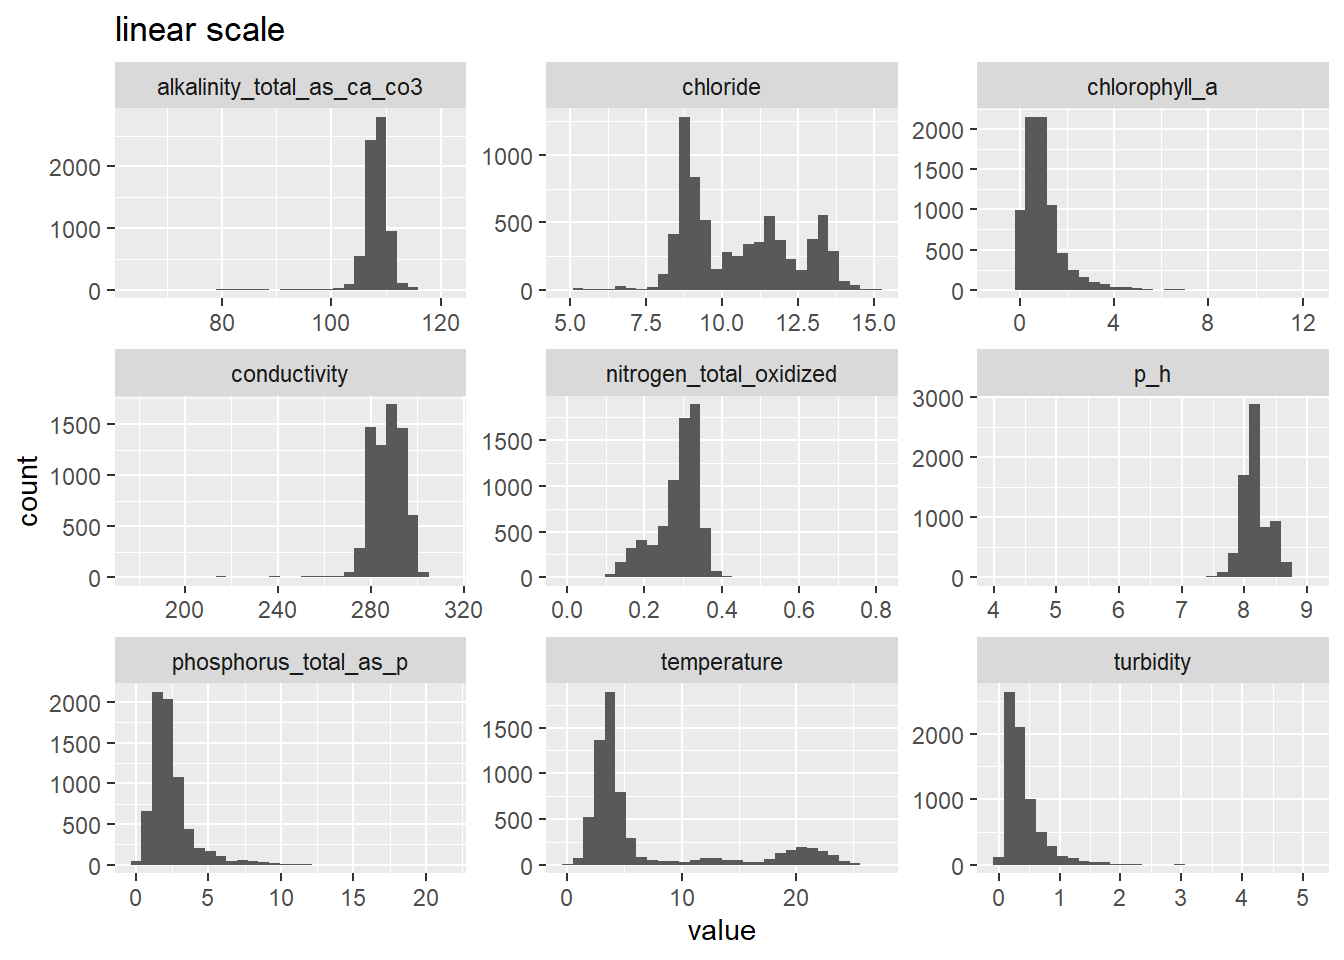 linear scale
alkalinity_total_as_ca_co3
chloride
chlorophyll_a
2000
1000
0
80 100 120
1000
500
0
5.0 7.5 10.0 12.5 15.0
2000
1500
1000
500
0
0 4 8 12
conductivity
nitrogen_total_oxidized
p_h
1500
1000
500
0
200 240 280 320
1500
1000
500
0
0.0 0.2 0.4 0.6 0.8
3000
2000
1000
0
4 5 6 7 8 9
phosphorus_total_as_p
temperature
turbidity
2000
1500
1000
500
0
0 5 10 15 20
1500
1000
500
0
0 10 20
2000
1000
0
0 1 2 3 4 5
count
value